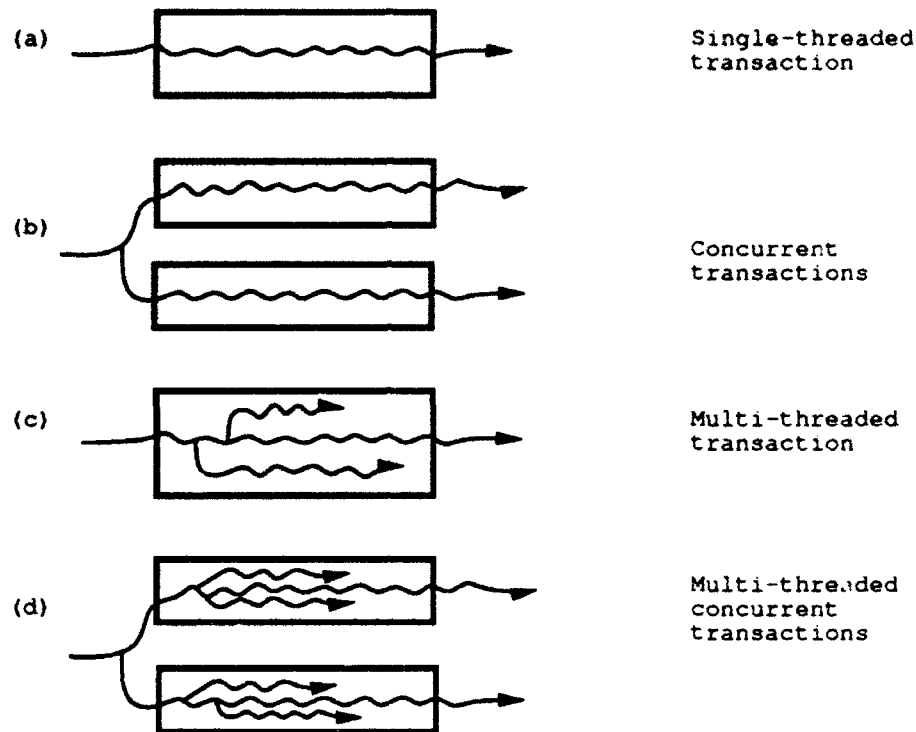 (a)
Single-threaded
transaction
(b)
Concurrent
transactions
(c)
Multi-threaded
transaction
(d)
Multi-threaded
concurrent
transactions